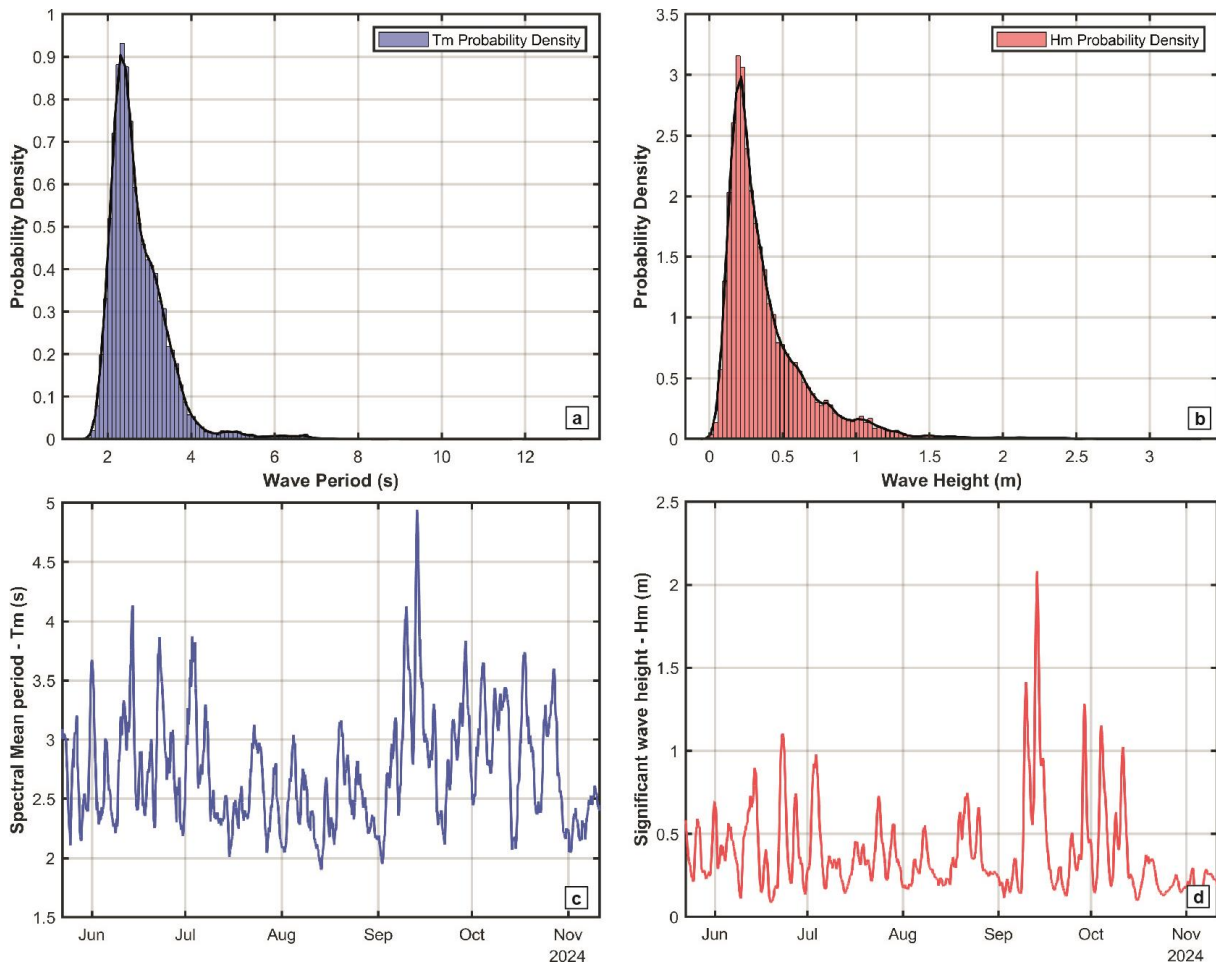 Tm Probability Density
Probability Density
1
0.9
0.8
0.7
0.6
0.5
0.4
0.3
0.2
0.1
0
a
2 4 6 8 10 12
Wave Period (s)
Hm Probability Density
Probability Density
3.5
3
2.5
2
1.5
1
0.5
0
b
0 0.5 1 1.5 2 2.5 3
Wave Height (m)
Spectral Mean period - Tm (s)
5
4.5
4
3.5
3
2.5
2
1.5
c
Jun Jul Aug Sep Oct Nov
2024
Significant wave height - Hm (m)
2.5
2
1.5
1
0.5
0
d
Jun Jul Aug Sep Oct Nov
2024